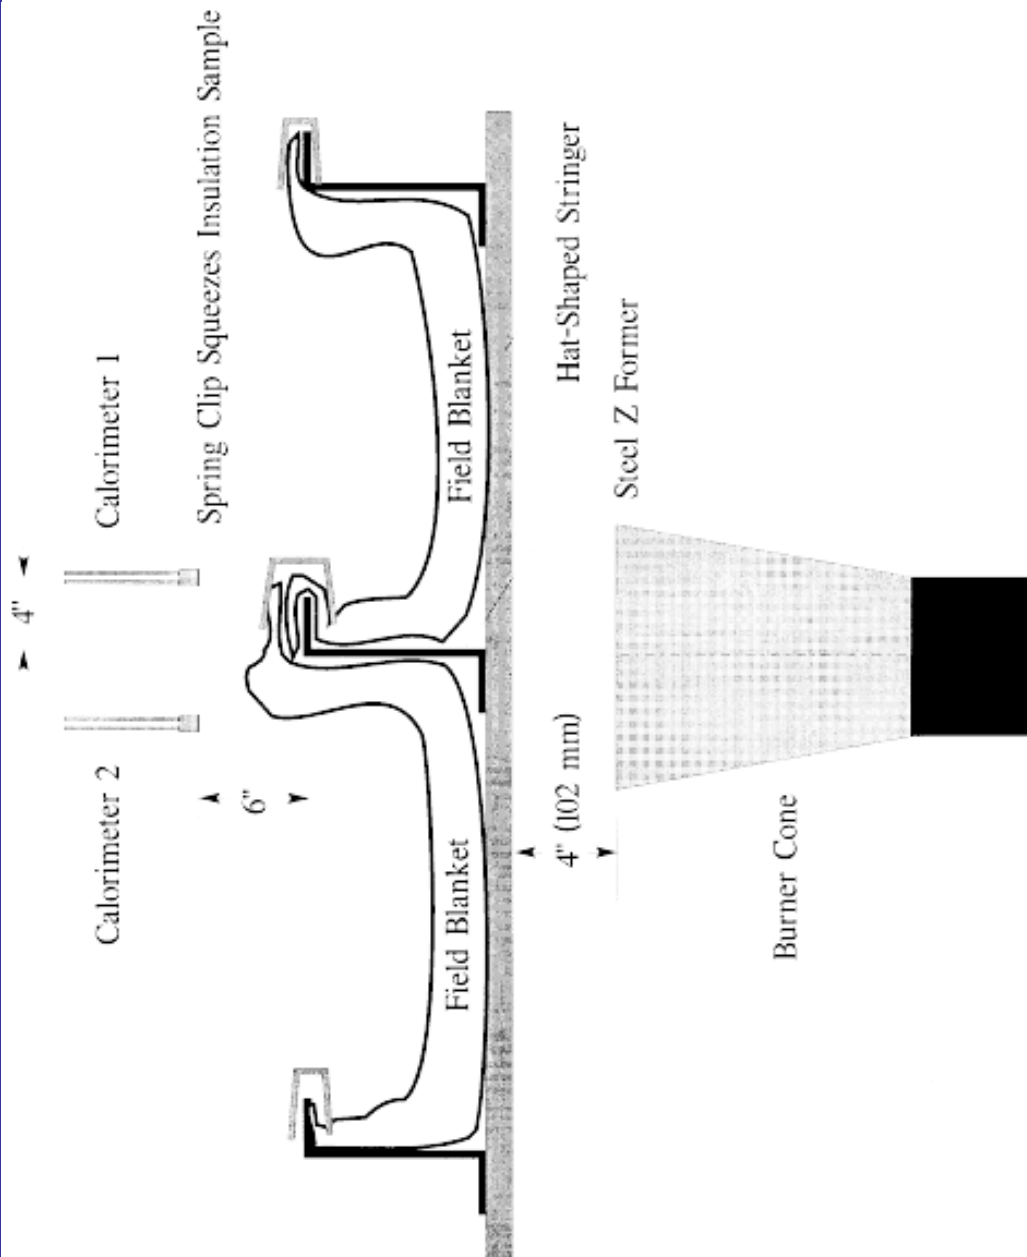 4"
Calorimeter 1
Calorimeter 2
Spring Clip Squeezes Insulation Sample
6"
Field Blanket
Field Blanket
Hat-Shaped Stringer
4" (102 mm)
Steel Z Former
Burner Cone